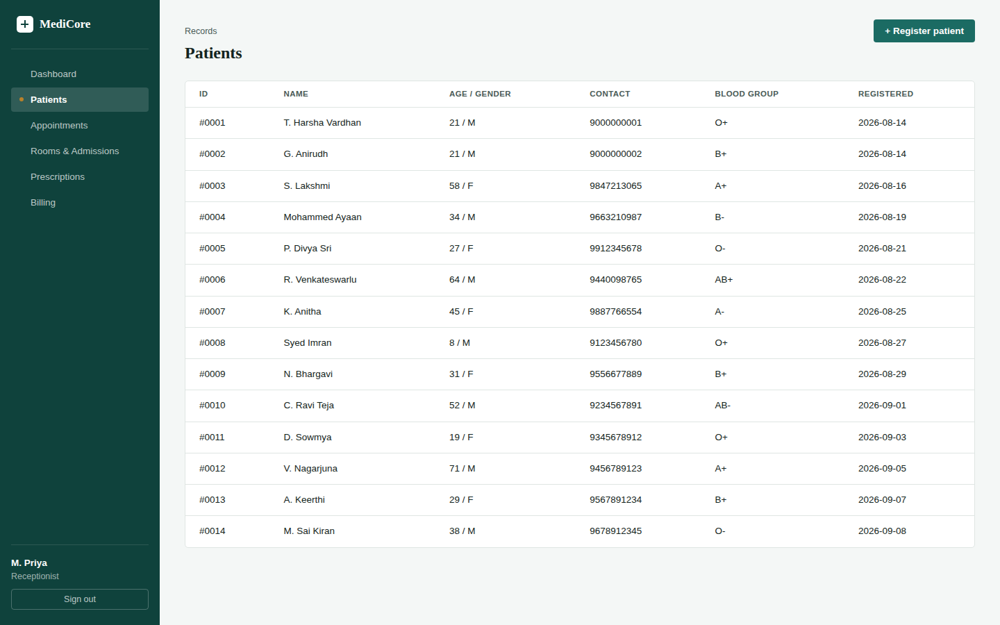 MediCore
Dashboard
Patients
Appointments
Rooms & Admissions
Prescriptions
Billing
M. Priya
Receptionist
Sign out
Records
Patients
+ Register patient
ID NAME AGE / GENDER CONTACT BLOOD GROUP REGISTERED
#0001 T. Harsha Vardhan 21 / M 9000000001 O+ 2026-08-14
#0002 G. Anirudh 21 / M 9000000002 B+ 2026-08-14
#0003 S. Lakshmi 58 / F 9847213065 A+ 2026-08-16
#0004 Mohammed Ayaan 34 / M 9663210987 B- 2026-08-19
#0005 P. Divya Sri 27 / F 9912345678 O- 2026-08-21
#0006 R. Venkateswarlu 64 / M 9440098765 AB+ 2026-08-22
#0007 K. Anitha 45 / F 9887766554 A- 2026-08-25
#0008 Syed Imran 8 / M 9123456780 O+ 2026-08-27
#0009 N. Bhargavi 31 / F 9556677889 B+ 2026-08-29
#0010 C. Ravi Teja 52 / M 9234567891 AB- 2026-09-01
#0011 D. Sowmya 19 / F 9345678912 O+ 2026-09-03
#0012 V. Nagarjuna 71 / M 9456789123 A+ 2026-09-05
#0013 A. Keerthi 29 / F 9567891234 B+ 2026-09-07
#0014 M. Sai Kiran 38 / M 9678912345 O- 2026-09-08